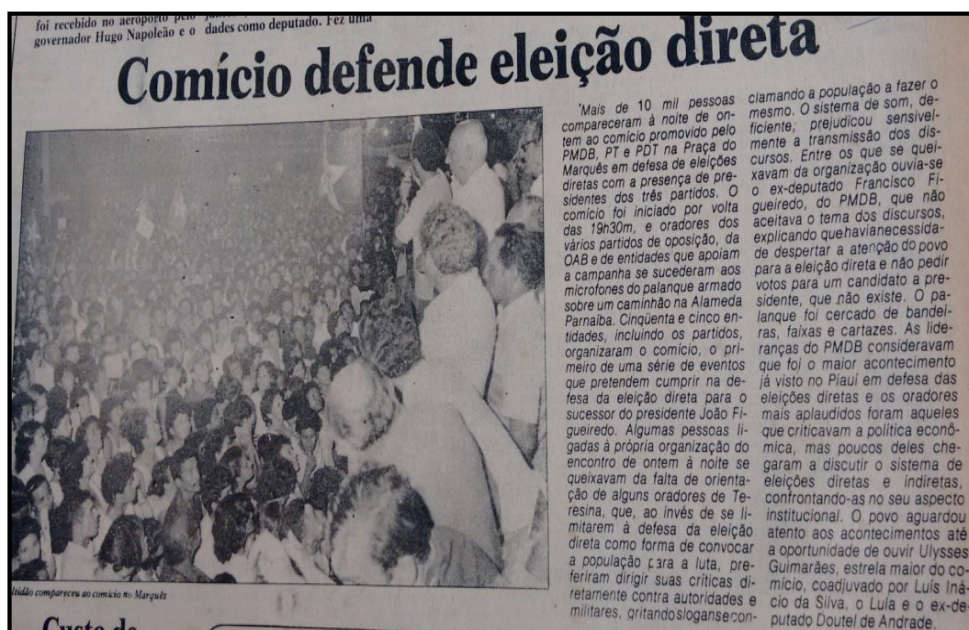 foi recebido no aeroporto pelo
governador Hugo Napoleão e o
dades como deputado. Fez uma
Comício defende eleição direta
Mais de 10 mil pessoas
compareceram à noite de on-
tem ao comício promovido pelo
PMDB, PT e PDT na Praça do
Marquês em defesa de eleições
diretas com a presença de pre-
sidentes dos três partidos. O
comício foi iniciado por volta
das 19h30m, e oradores dos
vários partidos de oposição, da
OAB e de entidades que apoiam
a campanha se sucederam aos
microfones do palanque armado
sobre um caminhão na Alameda
Parnaíba. Cinqüenta e cinco en-
tidades, incluindo os partidos,
organizaram o comício, o pri-
meiro de uma série de eventos
que pretendem cumprir na de-
fesa da eleição direta para o
sucessor do presidente João Fi-
gueiredo. Algumas pessoas li-
gadas à própria organização do
encontro de ontem à noite se
queixavam da falta de orienta-
ção de alguns oradores de Te-
resina, que, ao invés de se li-
mitarem à defesa da eleição
direta como forma de convocar
a população para a luta, pre-
feriram dirigir suas críticas di-
retamente contra autoridades e
militares, gritando slogans e con-
clamando a população a fazer o
mesmo. O sistema de som, de-
ficiente, prejudicou sensivel-
mente a transmissão dos dis-
cursos. Entre os que se quei-
xavam da organização ouvia-se
o ex-deputado Francisco Fi-
gueiredo, do PMDB, que não
aceitava o tema dos discursos,
explicando que havia necessida-
de despertar a atenção do povo
para a eleição direta e não pedir
votos para um candidato a pre-
sidente, que não existe. O pa-
lanque foi cercado de bandei-
ras, faixas e cartazes. As lide-
ranças do PMDB consideravam
que foi o maior acontecimento
já visto no Piauí em defesa das
eleições diretas e os oradores
mais aplaudidos foram aqueles
que criticavam a política econô-
mica, mas poucos deles che-
garam a discutir o sistema de
eleições diretas e indiretas,
confrontando-as no seu aspecto
institucional. O povo aguardou
atento aos acontecimentos até
a oportunidade de ouvir Ulysses
Guimarães, estrela maior do co-
mício, coadjuvado por Luís Iná-
cio da Silva, o Lula e o ex-de-
putado Doutel de Andrade.
ltidão compareceu ao comício no Marquês
Custo de